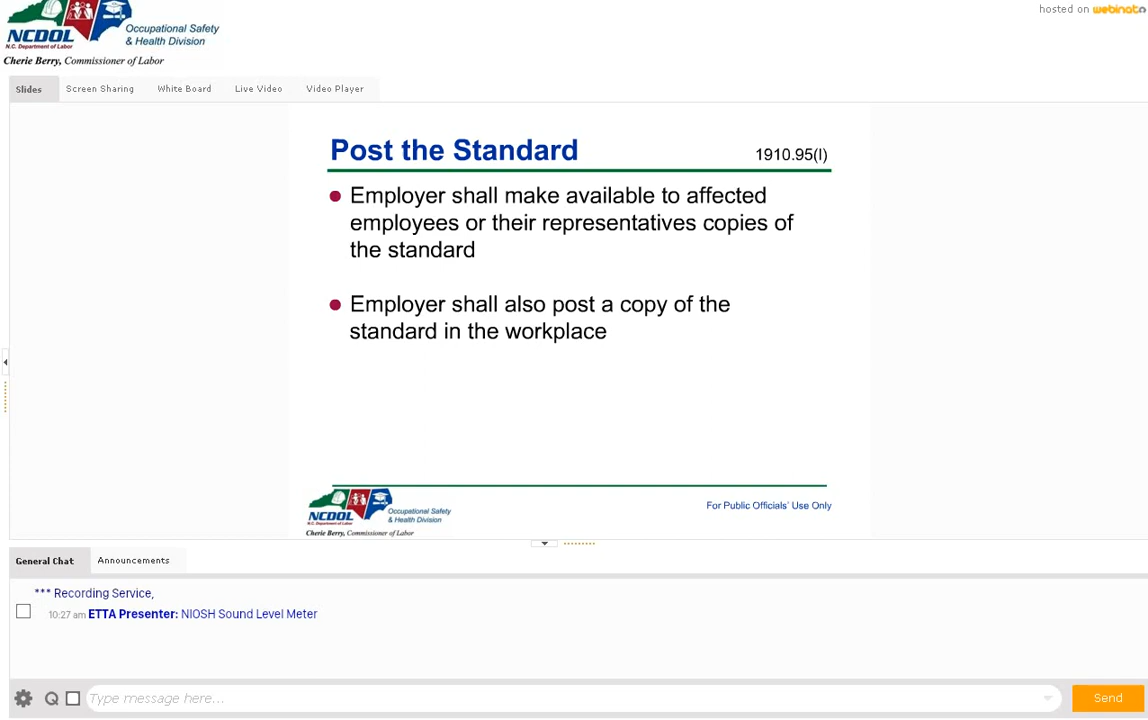 hosted on webinato
NCDOL
N.C. Department of Labor
Occupational Safety
& Health Division
Cherie Berry, Commissioner of Labor
Slides
Screen Sharing
White Board
Live Video
Video Player
Post the Standard
1910.95(l)
Employer shall make available to affected
employees or their representatives copies of
the standard
Employer shall also post a copy of the
standard in the workplace
NCDOL
N.C. Department of Labor
Occupational Safety
& Health Division
Cherie Berry, Commissioner of Labor
For Public Officials' Use Only
General Chat
Announcements
*** Recording Service,
10:27 am ETTA Presenter: NIOSH Sound Level Meter
Q
Type message here...
Send